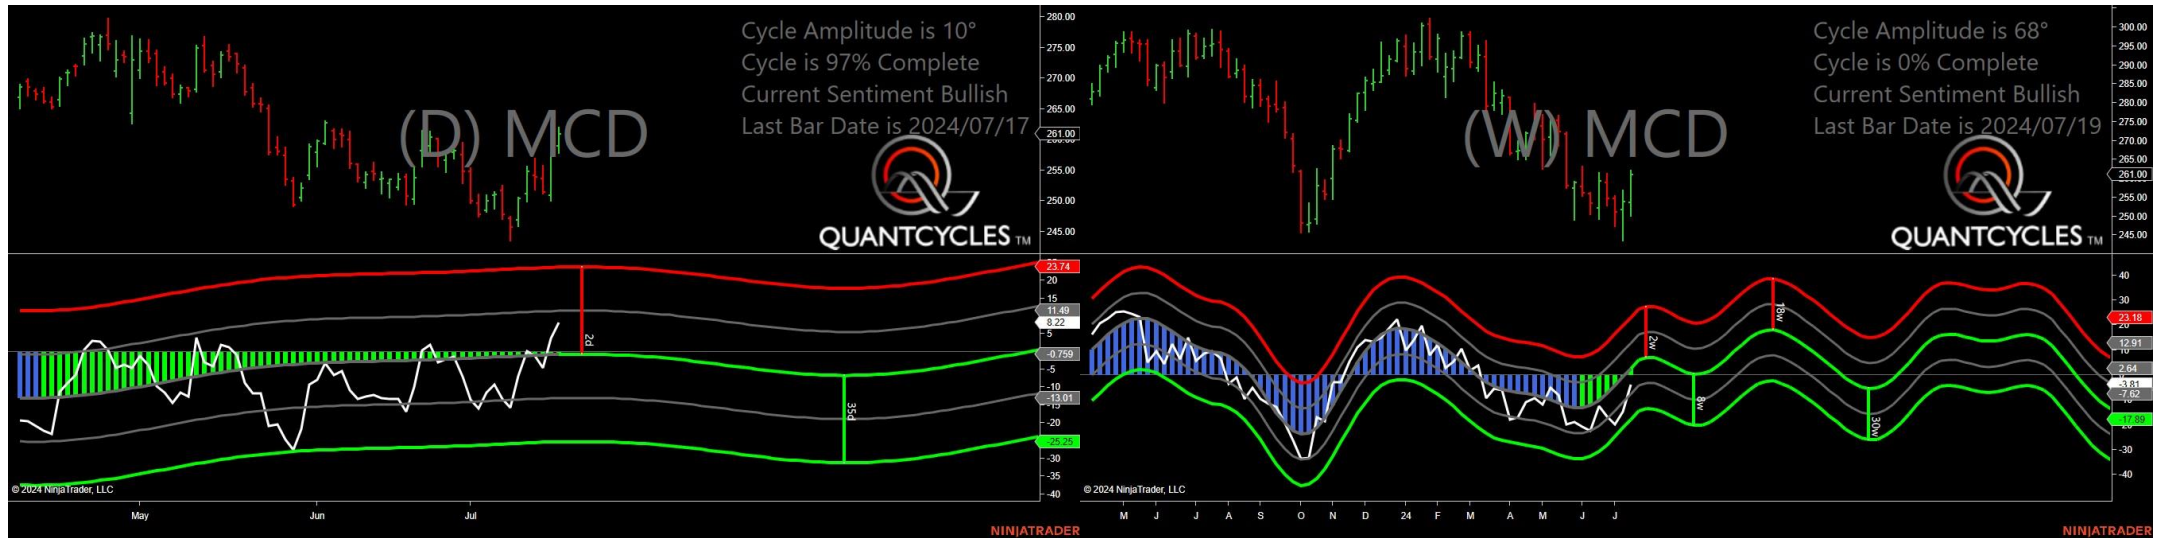 Cycle Amplitude is 10°
Cycle is 97% Complete
Current Sentiment Bullish
Last Bar Date is 2024/07/17
(D) MCD
QUANTCYCLES TM
280.00
275.00
270.00
265.00
261.00
255.00
250.00
245.00
23.74
20
15
11.49
8.22
5
-0.759
-5
-10
-13.01
-20
-25.25
-30
-35
-40
2d
35d
© 2024 NinjaTrader, LLC
May
Jun
Jul
NINJATRADER
Cycle Amplitude is 68°
Cycle is 0% Complete
Current Sentiment Bullish
Last Bar Date is 2024/07/19
(W) MCD
QUANTCYCLES TM
300.00
295.00
290.00
285.00
280.00
275.00
270.00
265.00
261.00
255.00
250.00
245.00
40
30
23.18
12.91
2.64
-3.81
-7.62
-17.89
-30
-40
2w
8w
18w
30w
© 2024 NinjaTrader, LLC
M
J
J
A
S
O
N
D
24
F
M
A
M
J
J
NINJATRADER